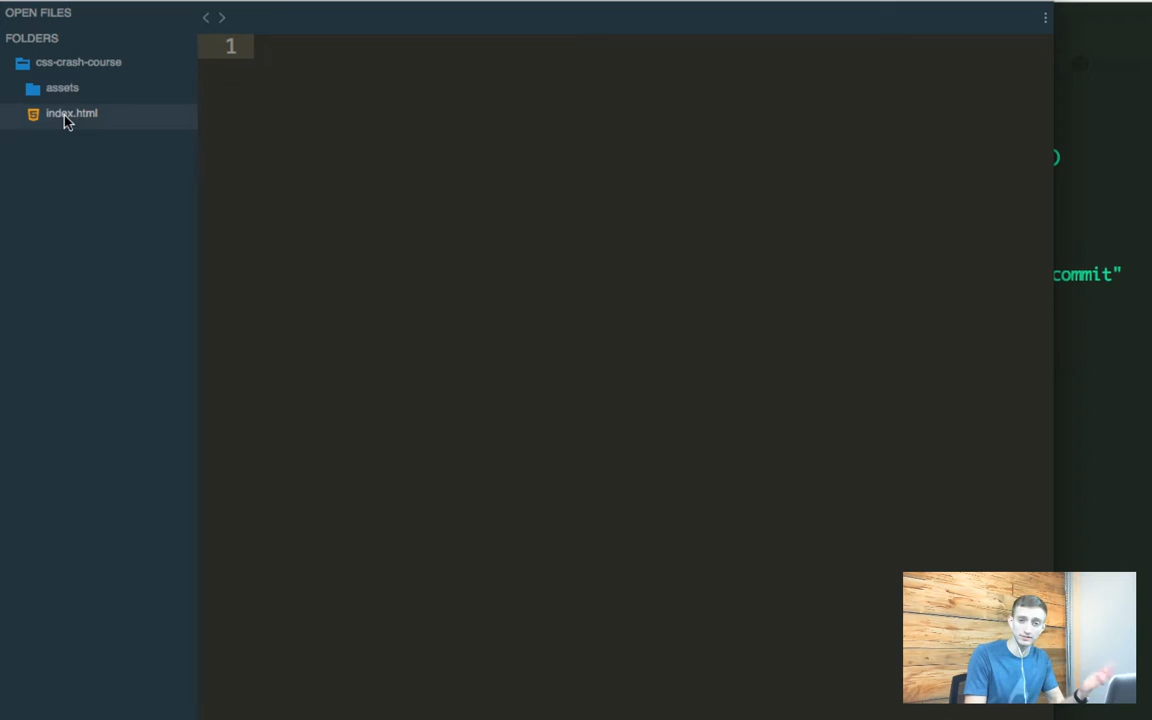 OPEN FILES
FOLDERS
css-crash-course
assets
index.html
1
)
commit"